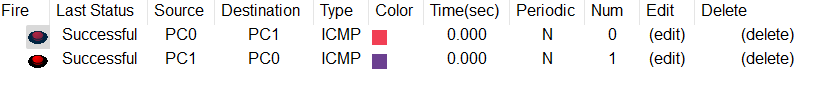 Fire Last Status Source Destination Type Color Time(sec) Periodic Num Edit Delete
Successful PC0 PC1 ICMP 0.000 N 0 (edit) (delete)
Successful PC1 PC0 ICMP 0.000 N 1 (edit) (delete)